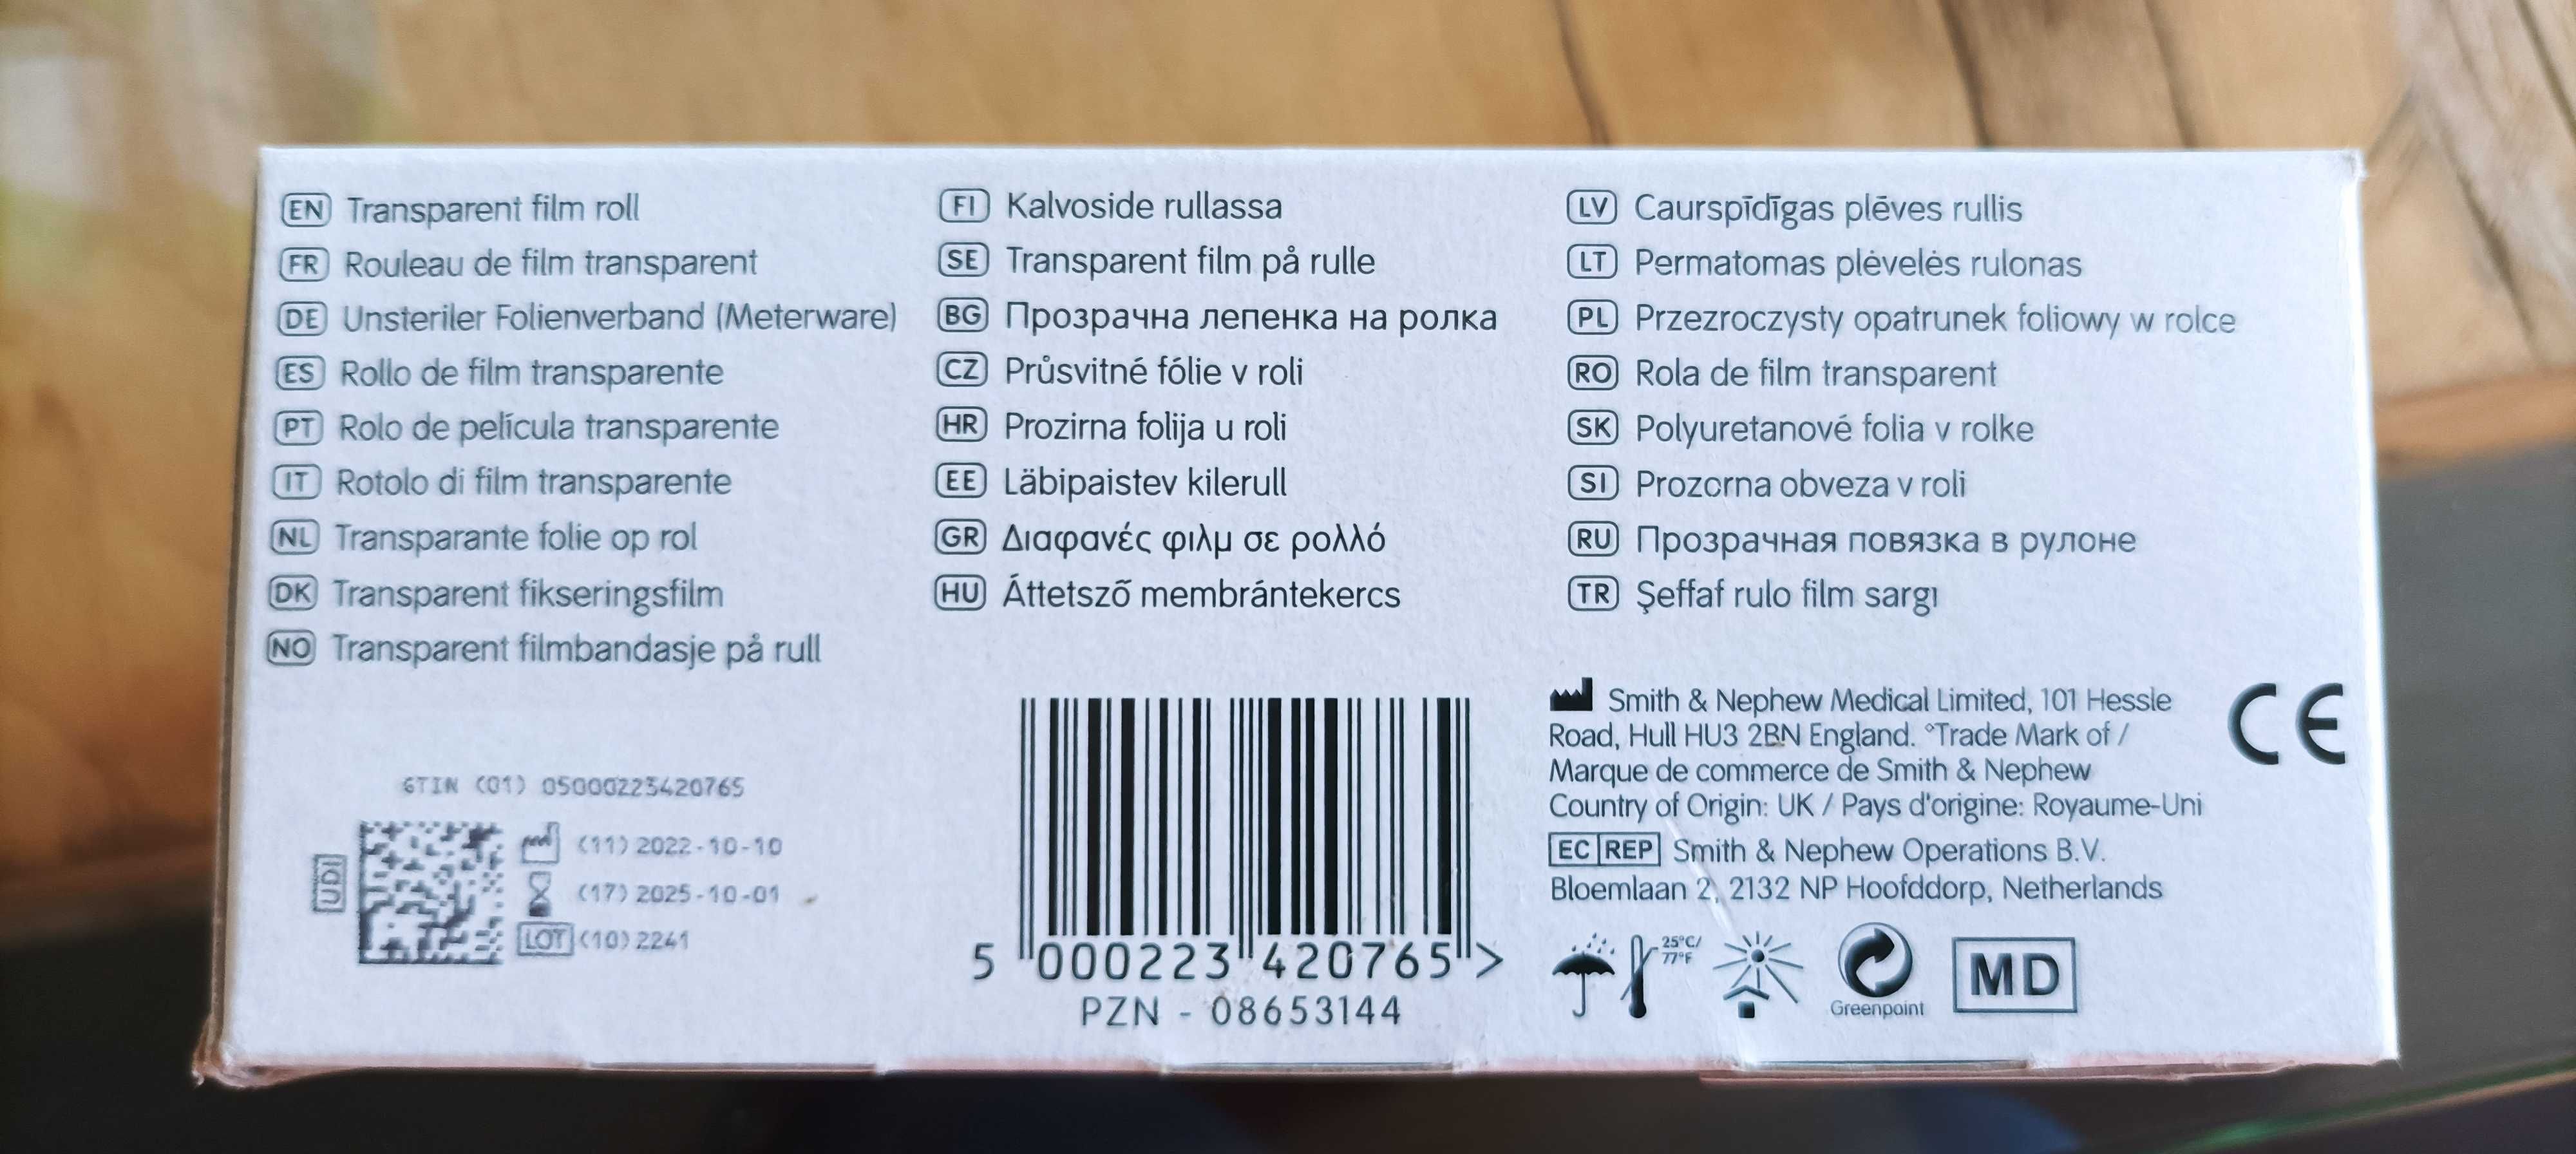 EN Transparent film roll
FR Rouleau de film transparent
DE Unsteriler Folienverband (Meterware)
ES Rollo de film transparente
PT Rolo de película transparente
IT Rotolo di film transparente
NL Transparante folie op rol
DK Transparent fikseringsfilm
NO Transparent filmbandasje på rull
FI Kalvoside rullassa
SE Transparent film på rulle
BG Прозрачна лепенка на ролка
CZ Průsvitné fólie v roli
HR Prozirna folija u roli
EE Läbipaistev kilerull
GR Διαφανές φιλμ σε ρολλό
HU Áttetsző membrántekercs
LV Caurspīdīgas plēves rullis
LT Permatomas plėvelės rulonas
PL Przezroczysty opatrunek foliowy w rolce
RO Rola de film transparent
SK Polyuretanové folia v rolke
SI Prozorna obveza v roli
RU Прозрачная повязка в рулоне
TR Şeffaf rulo film sargı
GTIN (01) 05000223420765
UDI
(11) 2022-10-10
(17) 2025-10-01
LOT (10) 2241
5 000223 420765 >
PZN - 08653144
Smith & Nephew Medical Limited, 101 Hessle
Road, Hull HU3 2BN England. °Trade Mark of /
Marque de commerce de Smith & Nephew
Country of Origin: UK / Pays d'origine: Royaume-Uni
CE
EC REP Smith & Nephew Operations B.V.
Bloemlaan 2, 2132 NP Hoofddorp, Netherlands
25°C/
77°F
Greenpoint
MD